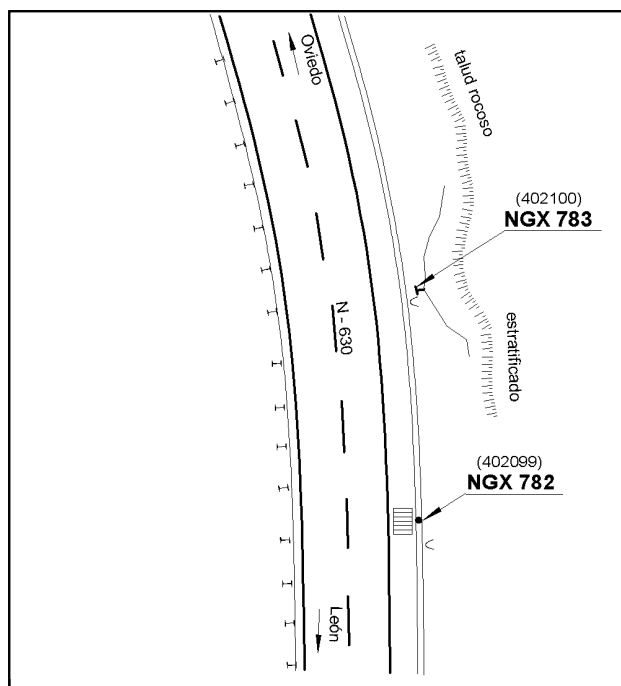 Oviedo
talud rocoso
(402100)
NGX 783
N - 630
estratificado
(402099)
NGX 782
León